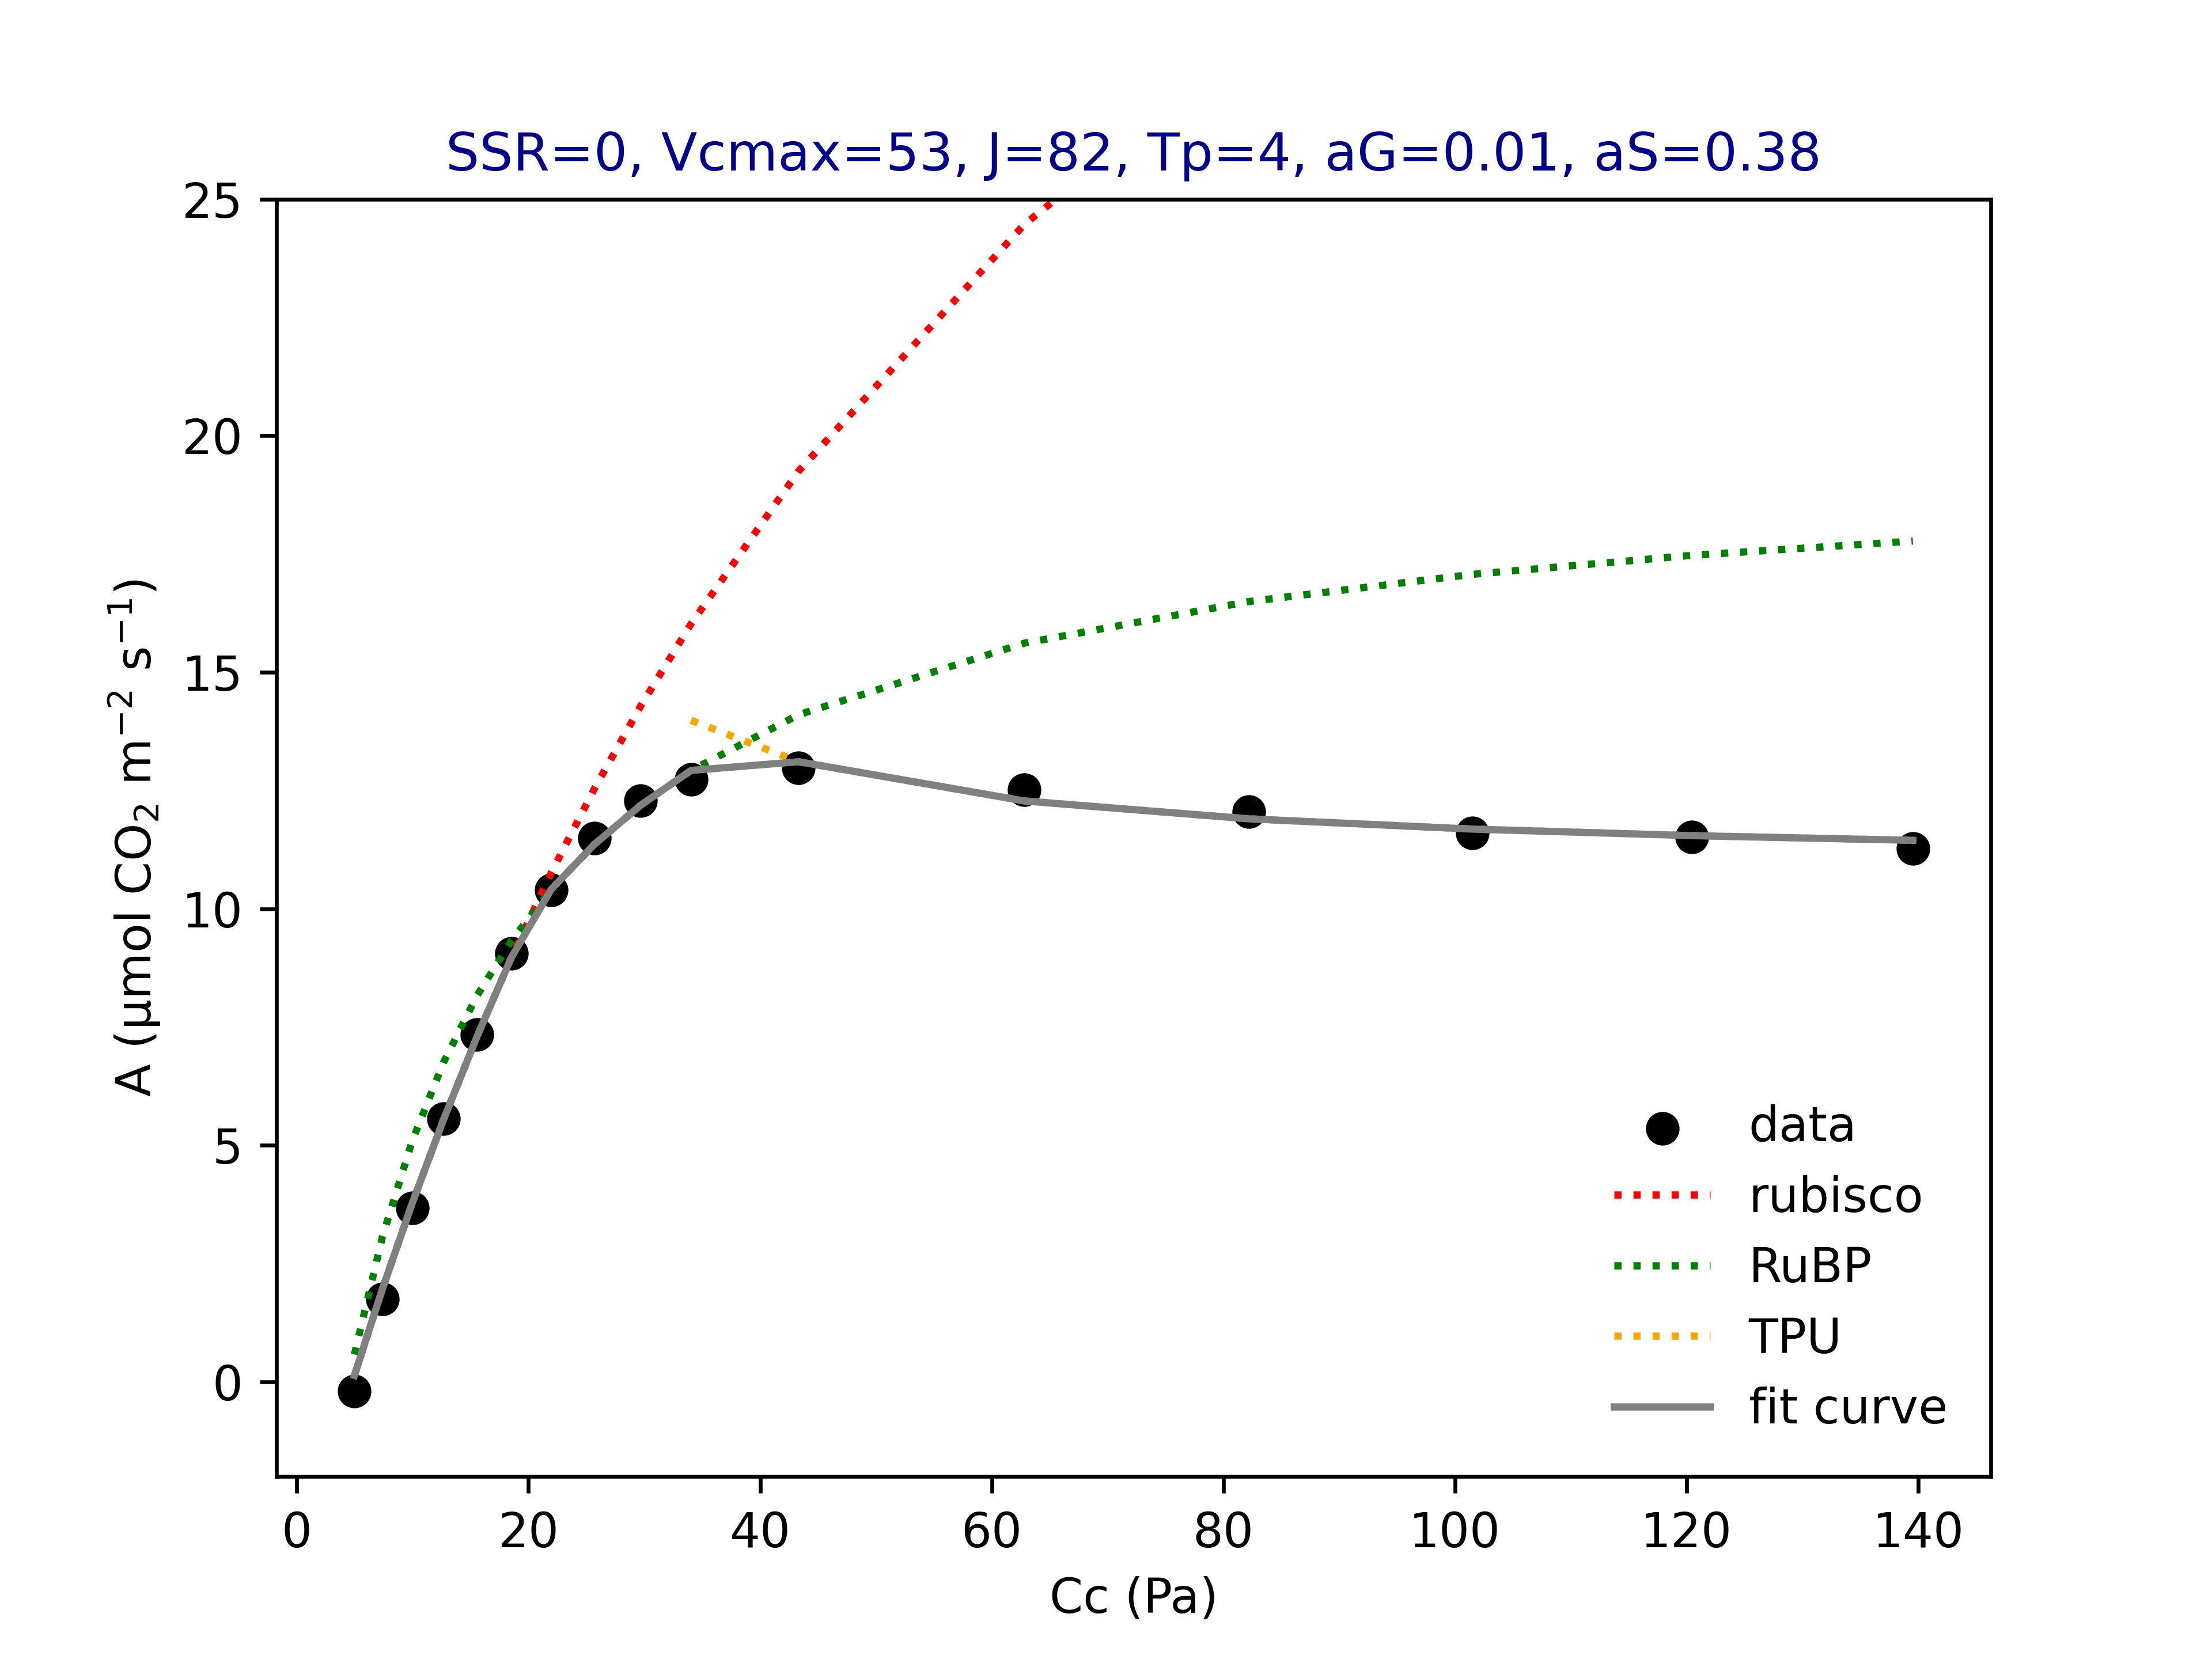 SSR=0, Vcmax=53, J=82, Tp=4, aG=0.01, aS=0.38
25
20
15
10
5
0
A (µmol CO₂ m⁻² s⁻¹)
data
rubisco
RuBP
TPU
fit curve
0 20 40 60 80 100 120 140
Cc (Pa)